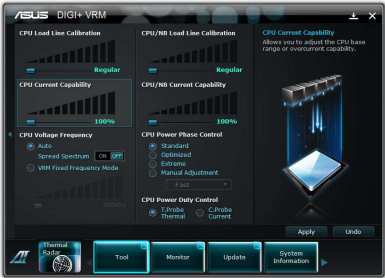 ASUS DIGI+ VRM
CPU Load Line Calibration
Regular
CPU/NB Load Line Calibration
Regular
CPU Current Capability
100%
CPU/NB Current Capability
100%
CPU Voltage Frequency
Auto
Spread Spectrum ON OFF
VRM Fixed Frequency Mode
CPU Power Phase Control
Standard
Optimized
Extreme
Manual Adjustment
Fast
CPU Power Duty Control
T.Probe
Thermal
C.Probe
Current
CPU Current Capability
Allows you to adjust the CPU base
range or overcurrent capability.
Apply
Undo
Thermal
Radar
Tool
Monitor
Update
System
Information